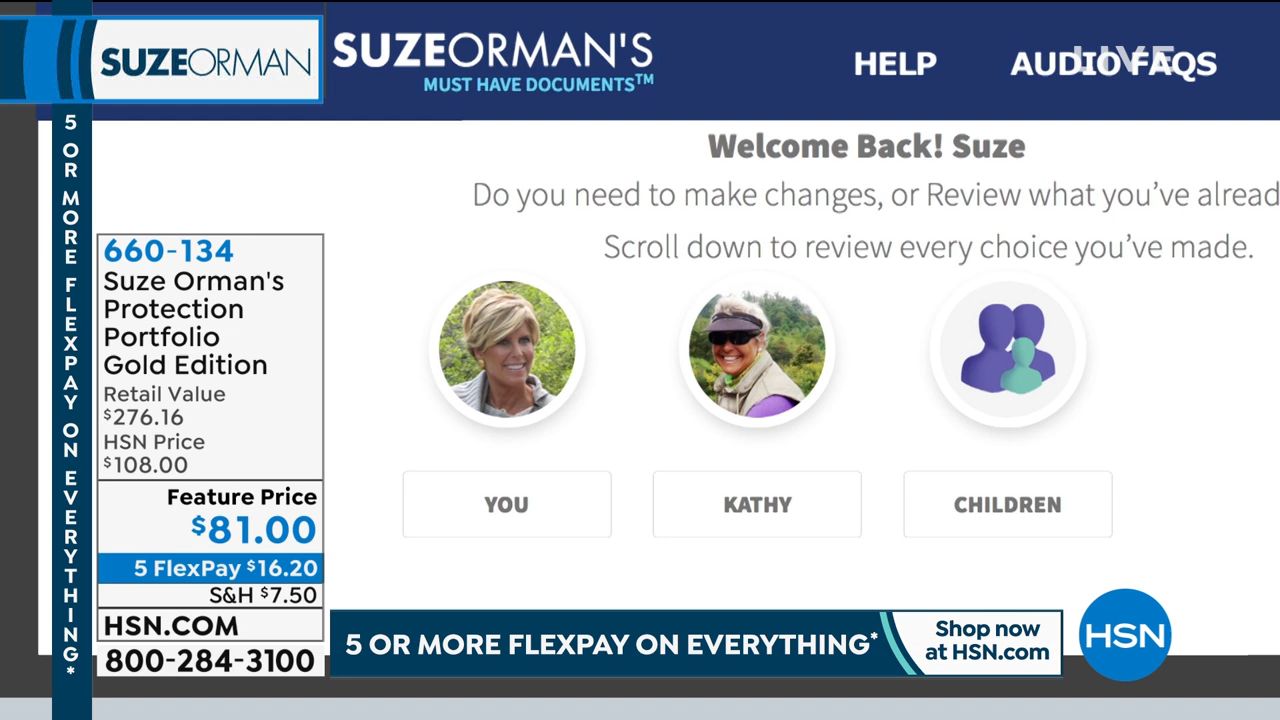 SUZEORMAN
SUZEORMAN'S
MUST HAVE DOCUMENTS™
HELP
AUDIO FAQS
LIVE
5 OR MORE FLEXPAY ON EVERYTHING*
Welcome Back! Suze
Do you need to make changes, or Review what you've alread
Scroll down to review every choice you've made.
660-134
Suze Orman's
Protection
Portfolio
Gold Edition
Retail Value
$276.16
HSN Price
$108.00
Feature Price
$81.00
5 FlexPay $16.20
S&H $7.50
HSN.COM
800-284-3100
YOU
KATHY
CHILDREN
5 OR MORE FLEXPAY ON EVERYTHING*
Shop now
at HSN.com
HSN